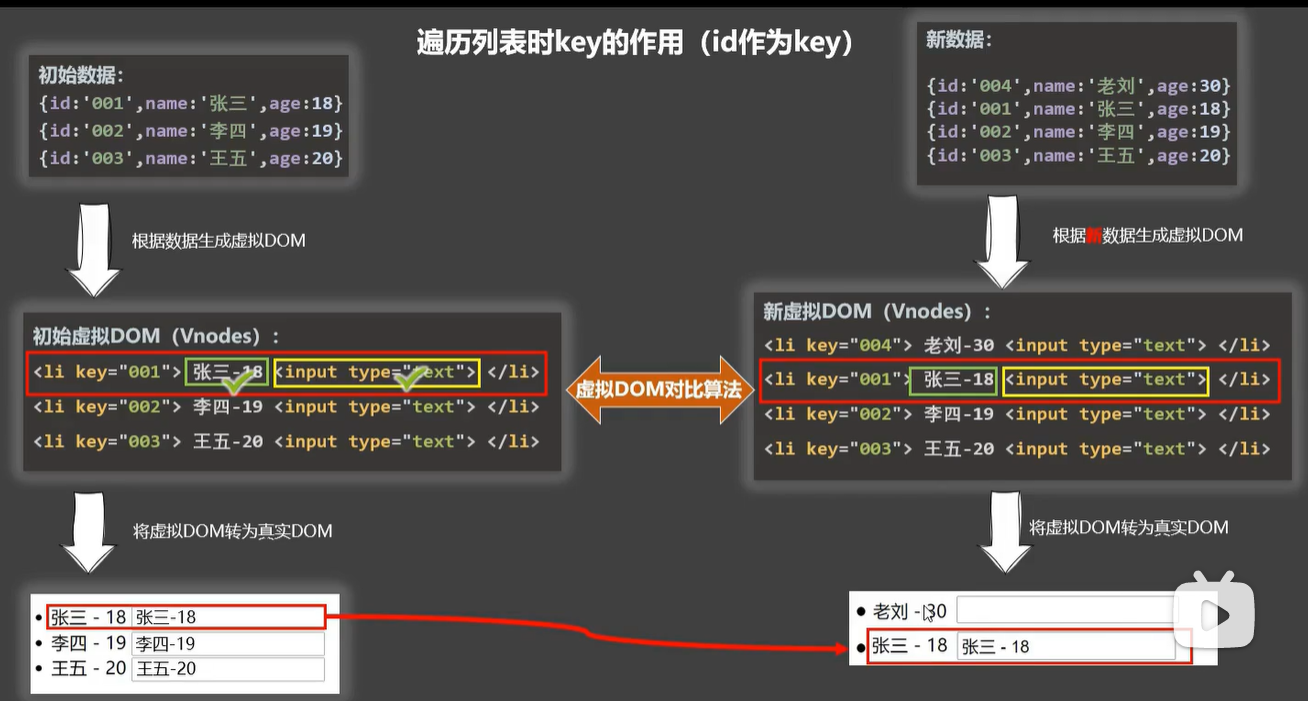 遍历列表时key的作用（id作为key）
初始数据：
{id:'001',name:'张三',age:18}
{id:'002',name:'李四',age:19}
{id:'003',name:'王五',age:20}
新数据：
{id:'004',name:'老刘',age:30}
{id:'001',name:'张三',age:18}
{id:'002',name:'李四',age:19}
{id:'003',name:'王五',age:20}
根据数据生成虚拟DOM
根据新数据生成虚拟DOM
初始虚拟DOM（Vnodes）：
<li key="001"> 张三-18 <input type="text"> </li>
<li key="002"> 李四-19 <input type="text"> </li>
<li key="003"> 王五-20 <input type="text"> </li>
虚拟DOM对比算法
新虚拟DOM（Vnodes）：
<li key="004"> 老刘-30 <input type="text"> </li>
<li key="001"> 张三-18 <input type="text"> </li>
<li key="002"> 李四-19 <input type="text"> </li>
<li key="003"> 王五-20 <input type="text"> </li>
将虚拟DOM转为真实DOM
将虚拟DOM转为真实DOM
张三 - 18 张三-18
李四 - 19 李四-19
王五 - 20 王五-20
老刘 - 30
张三 - 18 张三 - 18